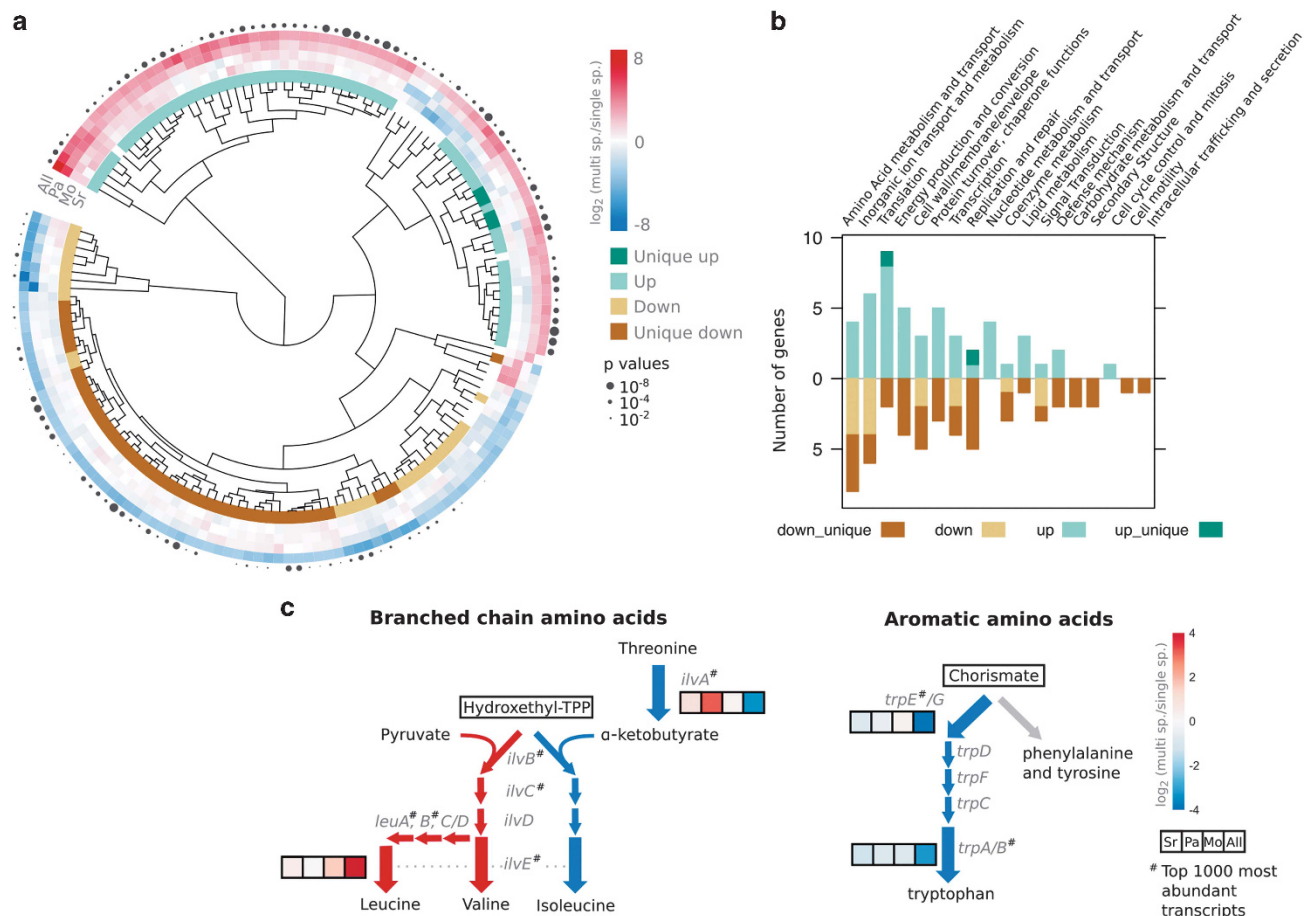 a
All
Pa
Mo
Sr
8
0
-8
log2 (multi sp./single sp.)
Unique up
Up
Down
Unique down
p values
10-8
10-4
10-2
b
Amino Acid metabolism and transport
Inorganic ion transport and metabolism
Translation
Energy production and conversion
Cell wall/membrane/envelope
Protein turnover, chaperone functions
Transcription
Replication and repair
Nucleotide metabolism and transport
Coenzyme metabolism
Lipid metabolism
Signal Transduction
Defense mechanism
Carbohydrate metabolism and transport
Secondary Structure
Cell cycle control and mitosis
Cell motility
Intracellular trafficking and secretion
Number of genes
10
5
0
5
down_unique
down
up
up_unique
c
Branched chain amino acids
Threonine
ilvA#
Hydroxethyl-TPP
Pyruvate
α-ketobutyrate
ilvB#
ilvC#
leuA#, B#, C/D
ilvD
ilvE#
Leucine
Valine
Isoleucine
Aromatic amino acids
Chorismate
trpE#/G
trpD
phenylalanine
and tyrosine
trpF
trpC
trpA/B#
tryptophan
4
2
0
-2
-4
log2 (multi sp./single sp.)
Sr Pa Mo All
# Top 1000 most
abundant
transcripts